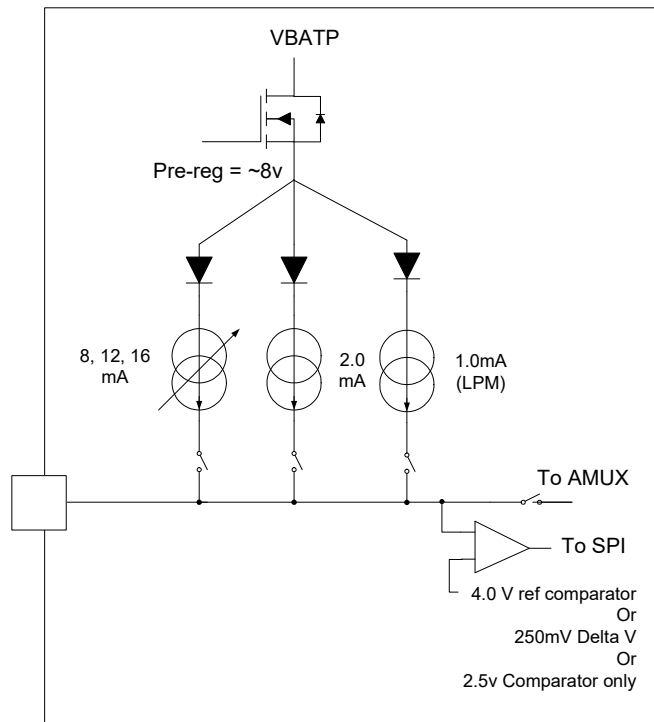 VBATP
Pre-reg = ~8v
8, 12, 16
mA
2.0
mA
1.0mA
(LPM)
To AMUX
To SPI
4.0 V ref comparator
Or
250mV Delta V
Or
2.5v Comparator only